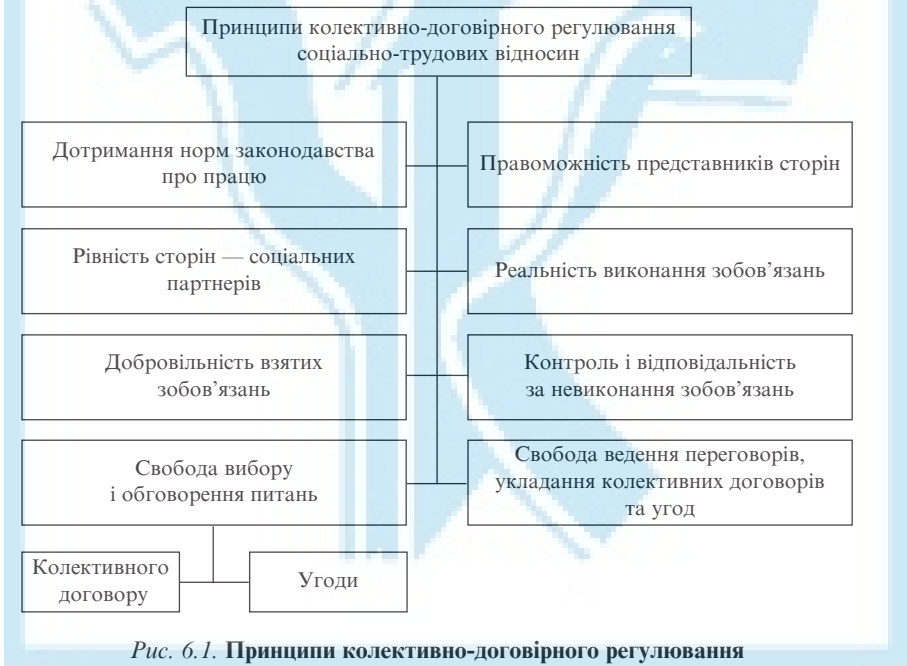 Принципи колективно-договірного регулювання
соціально-трудових відносин
Дотримання норм законодавства
про працю
Правоможність представників сторін
Рівність сторін — соціальних
партнерів
Реальність виконання зобов'язань
Добровільність взятих
зобов'язань
Контроль і відповідальність
за невиконання зобов'язань
Свобода вибору
і обговорення питань
Свобода ведення переговорів,
укладання колективних договорів
та угод
Колективного
договору
Угоди
Рис. 6.1. Принципи колективно-договірного регулювання